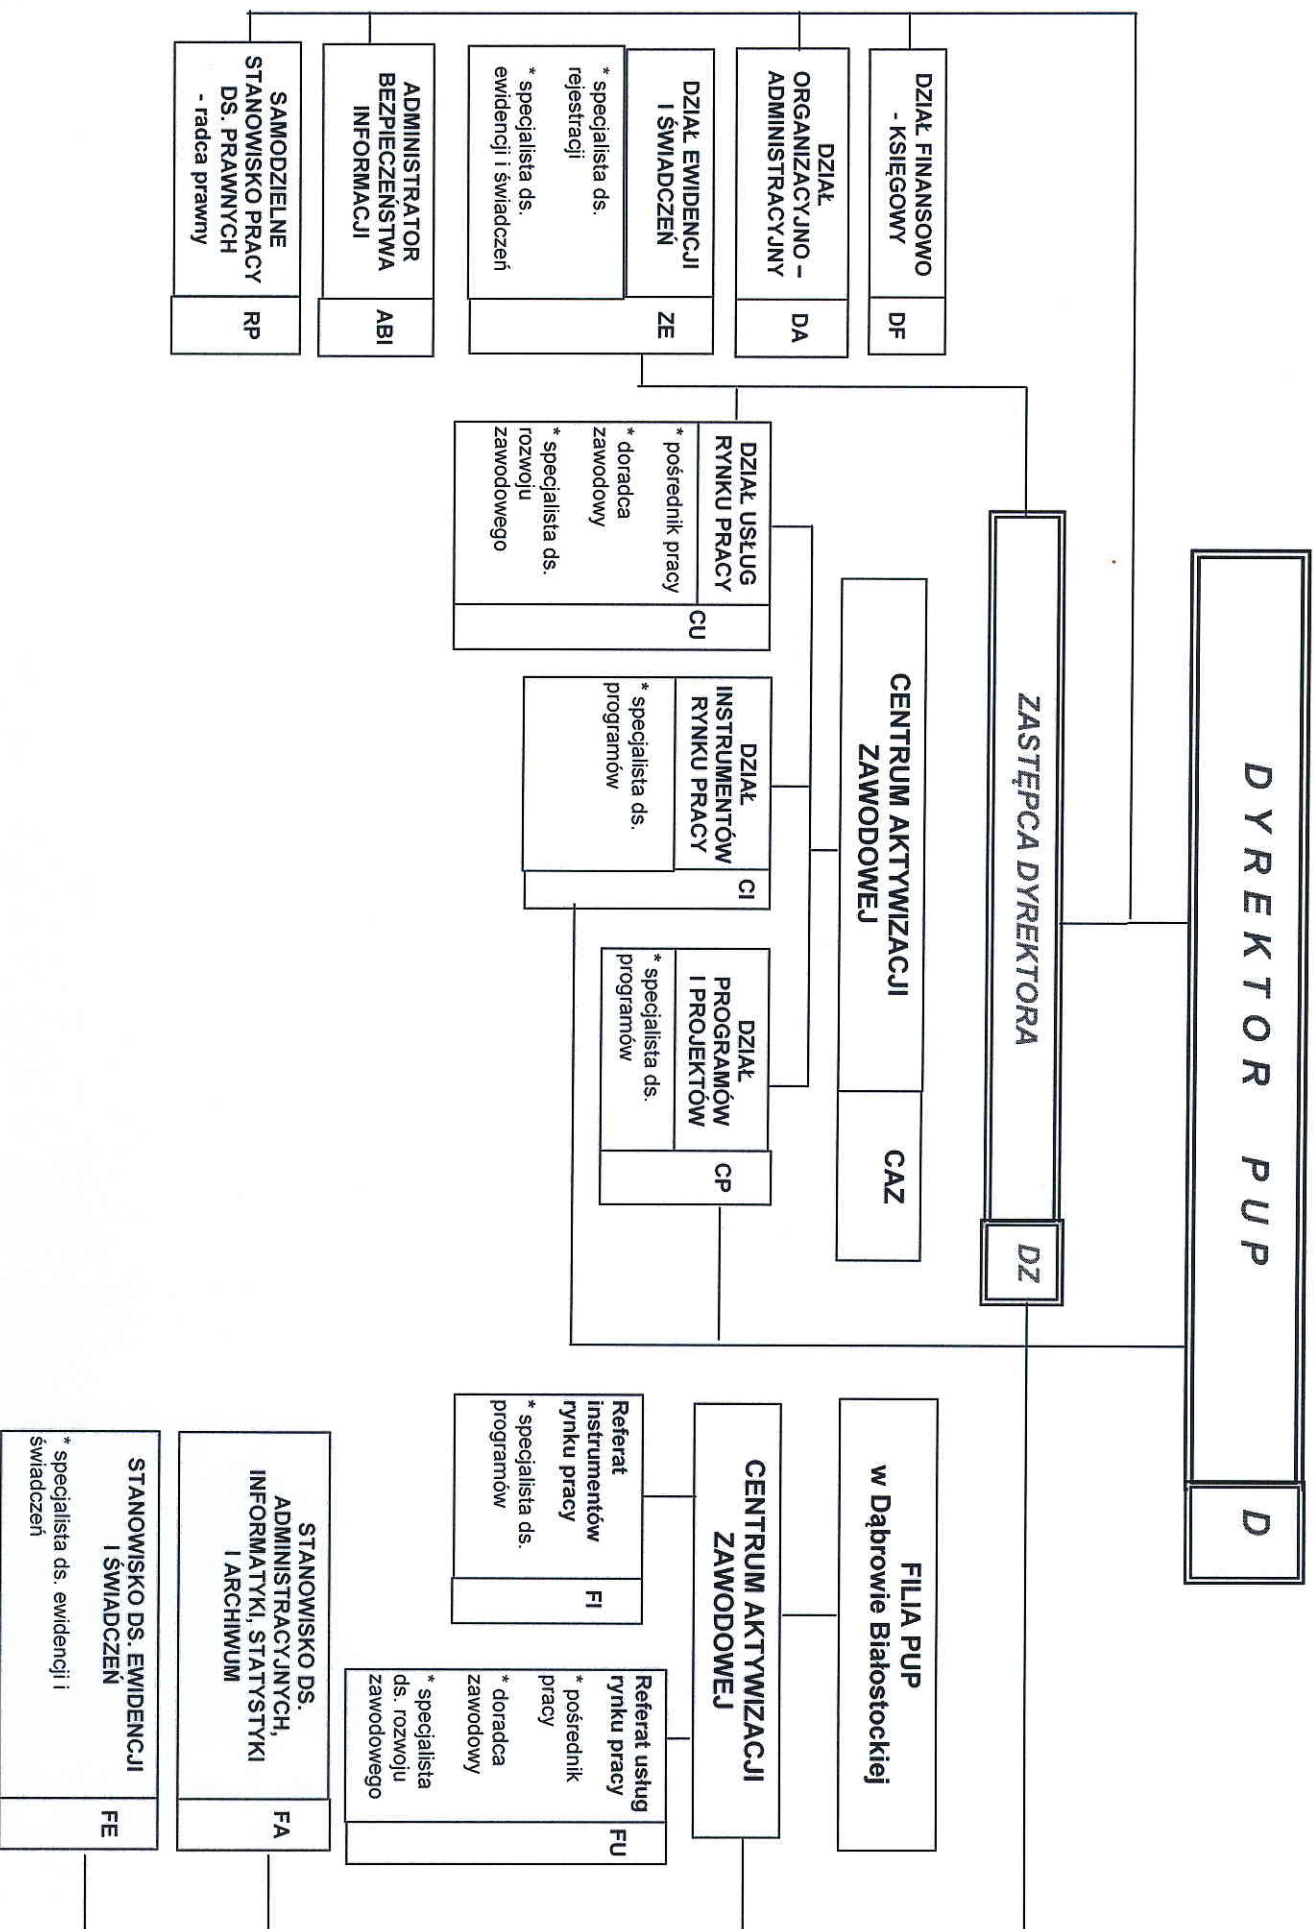 DYREKTOR PUP
D
ZASTĘPCA DYREKTORA
DZ
DZIAŁ FINANSOWO
- KSIĘGOWY
DF
DZIAŁ
ORGANIZACYJNO –
ADMINISTRACYJNY
DA
DZIAŁ EWIDENCJI
I ŚWIADCZEŃ
ZE
* specjalista ds.
rejestracji
* specjalista ds.
ewidencji i świadczeń
ADMINISTRATOR
BEZPIECZEŃSTWA
INFORMACJI
ABI
SAMODZIELNE
STANOWISKO PRACY
DS. PRAWNYCH
- radca prawny
RP
CENTRUM AKTYWIZACJI
ZAWODOWEJ
CAZ
DZIAŁ USŁUG
RYNKU PRACY
CU
* pośrednik pracy
* doradca
zawodowy
* specjalista ds.
rozwoju
zawodowego
DZIAŁ
INSTRUMENTÓW
RYNKU PRACY
CI
* specjalista ds.
programów
DZIAŁ
PROGRAMÓW
I PROJEKTÓW
CP
* specjalista ds.
programów
FILIA PUP
w Dąbrowie Białostockiej
CENTRUM AKTYWIZACJI
ZAWODOWEJ
Referat
instrumentów
rynku pracy
* specjalista ds.
programów
FI
Referat usług
rynku pracy
* pośrednik
pracy
* doradca
zawodowy
* specjalista
ds. rozwoju
zawodowego
FU
STANOWISKO DS.
ADMINISTRACYJNYCH,
INFORMATYKI, STATYSTYKI
I ARCHIWUM
FA
STANOWISKO DS. EWIDENCJI
I ŚWIADCZEŃ
* specjalista ds. ewidencji i
świadczeń
FE